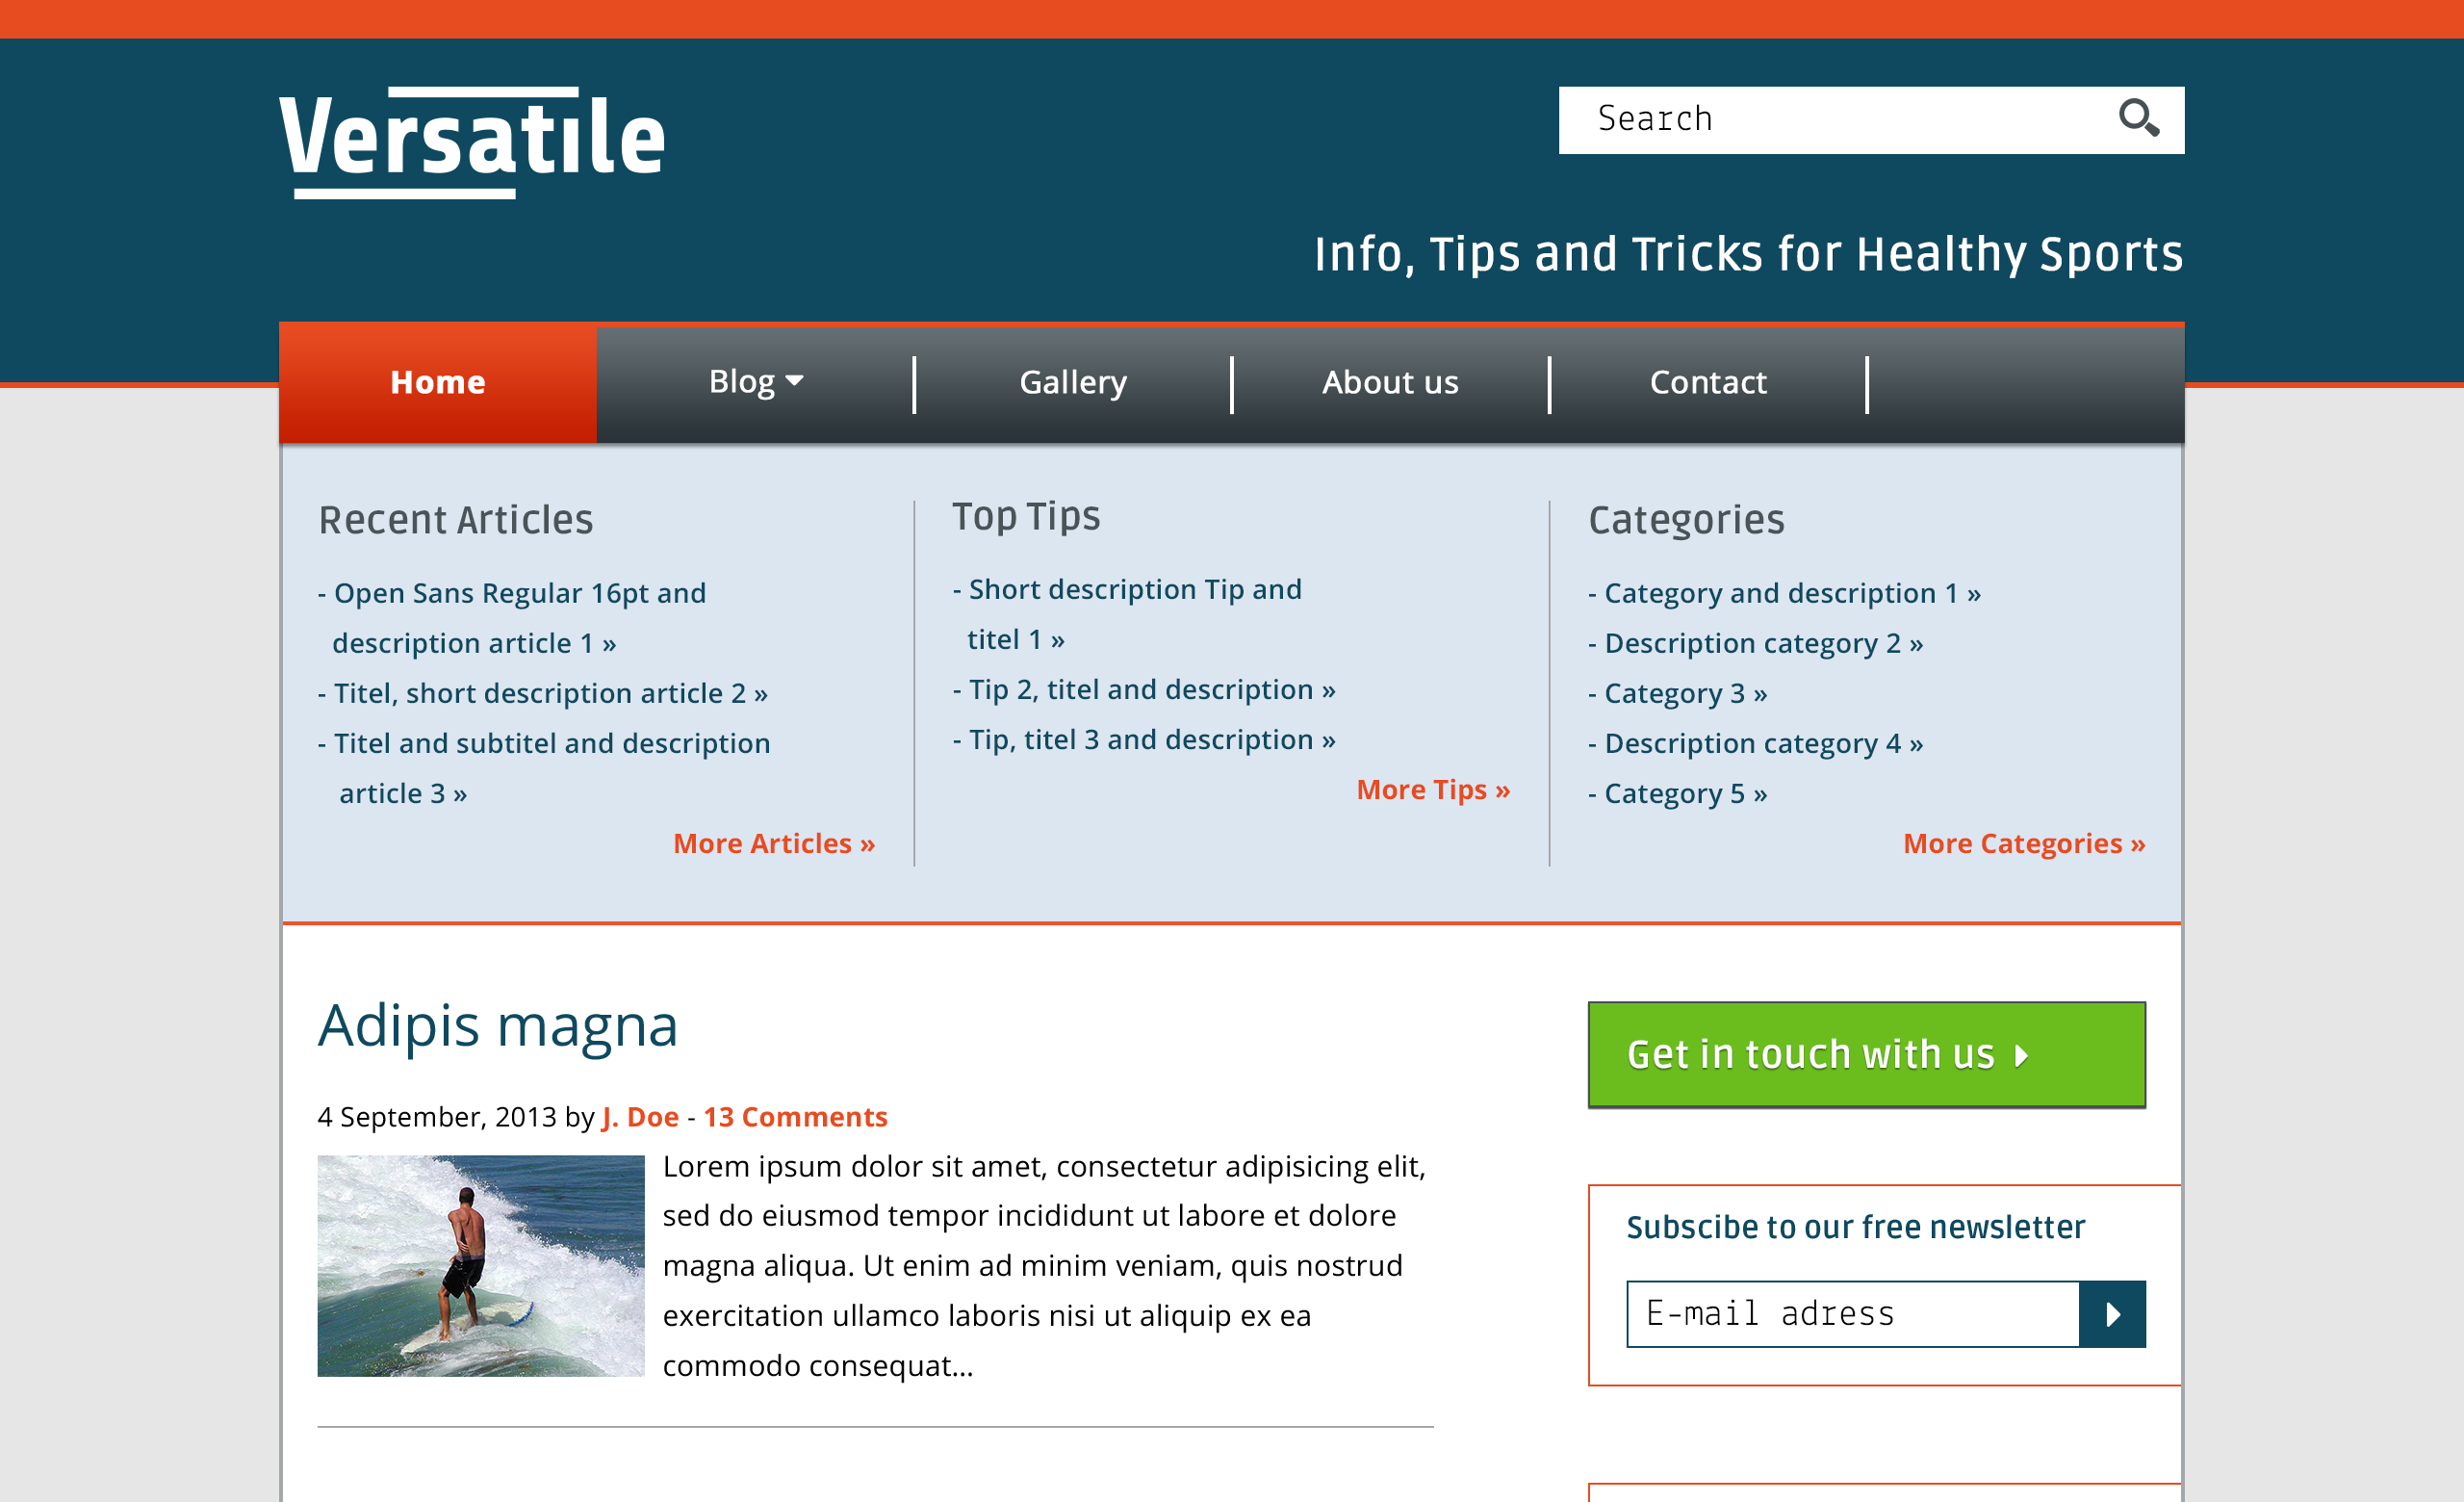 Versatile
Search
Info, Tips and Tricks for Healthy Sports
Home
Blog
Gallery
About us
Contact
Recent Articles
- Open Sans Regular 16pt and
description article 1 »
- Titel, short description article 2 »
- Titel and subtitel and description
article 3 »
More Articles »
Top Tips
- Short description Tip and
titel 1 »
- Tip 2, titel and description »
- Tip, titel 3 and description »
More Tips »
Categories
- Category and description 1 »
- Description category 2 »
- Category 3 »
- Description category 4 »
- Category 5 »
More Categories »
Adipis magna
4 September, 2013 by J. Doe - 13 Comments
Lorem ipsum dolor sit amet, consectetur adipisicing elit,
sed do eiusmod tempor incididunt ut labore et dolore
magna aliqua. Ut enim ad minim veniam, quis nostrud
exercitation ullamco laboris nisi ut aliquip ex ea
commodo consequat...
Get in touch with us
Subscibe to our free newsletter
E-mail adress